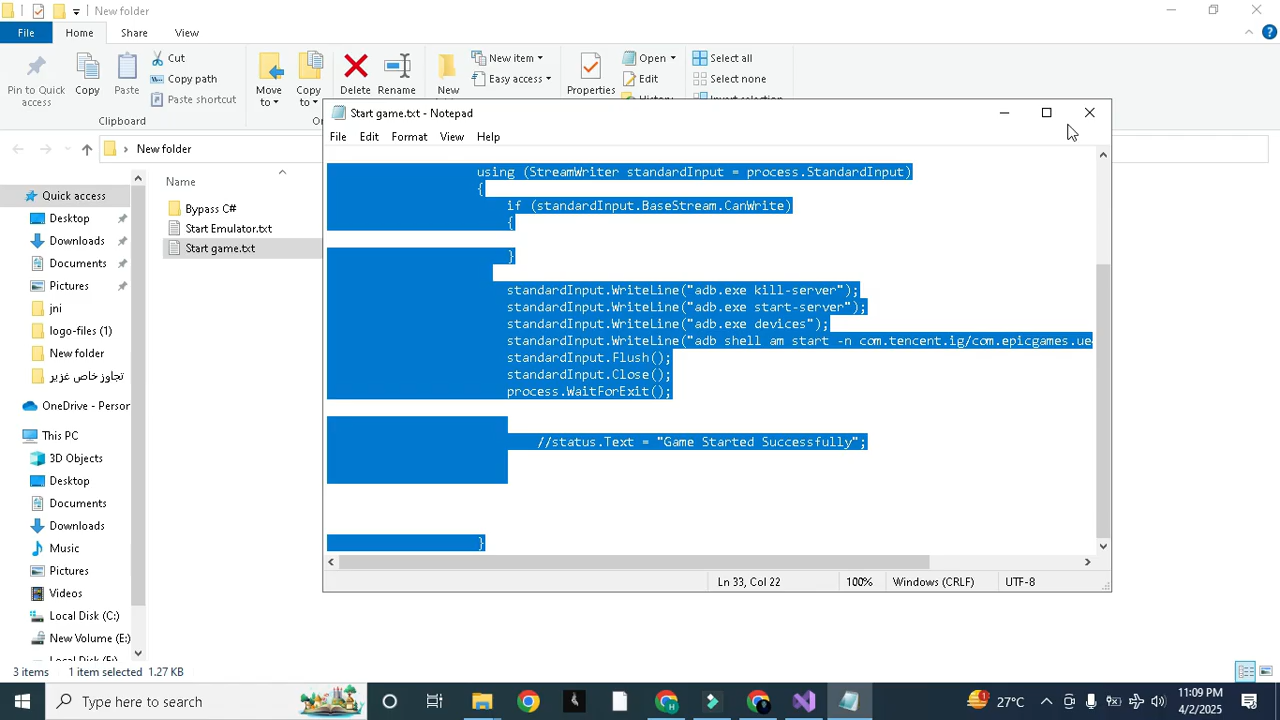 New folder
File
Home
Share
View
Pin to Quick access
Copy
Paste
Cut
Copy path
Paste shortcut
Clipboard
Move to
Copy to
Delete
Rename
New
New item
Easy access
Properties
Open
Edit
History
Select all
Select none
Invert selection
New folder
Start game.txt - Notepad
File Edit Format View Help
using (StreamWriter standardInput = process.StandardInput)
{
if (standardInput.BaseStream.CanWrite)
{
}
standardInput.WriteLine("adb.exe kill-server");
standardInput.WriteLine("adb.exe start-server");
standardInput.WriteLine("adb.exe devices");
standardInput.WriteLine("adb shell am start -n com.tencent.ig/com.epicgames.ue
standardInput.Flush();
standardInput.Close();
process.WaitForExit();
//status.Text = "Game Started Successfully";
}
Ln 33, Col 22
100%
Windows (CRLF)
UTF-8
Quick access
Desktop
Downloads
Documents
Pictures
jni
logo-files (1)
New folder
تجاوز خاص غزير
OneDrive - Person
This PC
3D Objects
Desktop
Documents
Downloads
Music
Pictures
Videos
Local Disk (C:)
New Volume (E:)
Name
Bypass C#
Start Emulator.txt
Start game.txt
3 items
1 item selected 1.27 KB
Type here to search
27°C
11:09 PM
4/2/2025